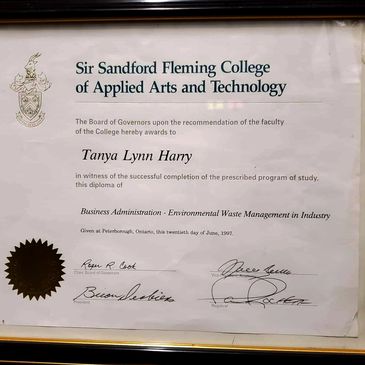 Sir Sandford Fleming College
of Applied Arts and Technology
The Board of Governors upon the recommendation of the faculty
of the College hereby awards to
Tanya Lynn Harry
in witness of the successful completion of the prescribed program of study,
this diploma of
Business Administration - Environmental Waste Management in Industry
Given at Peterborough, Ontario, this twentieth day of June, 1997.
Roger R. Cook
President